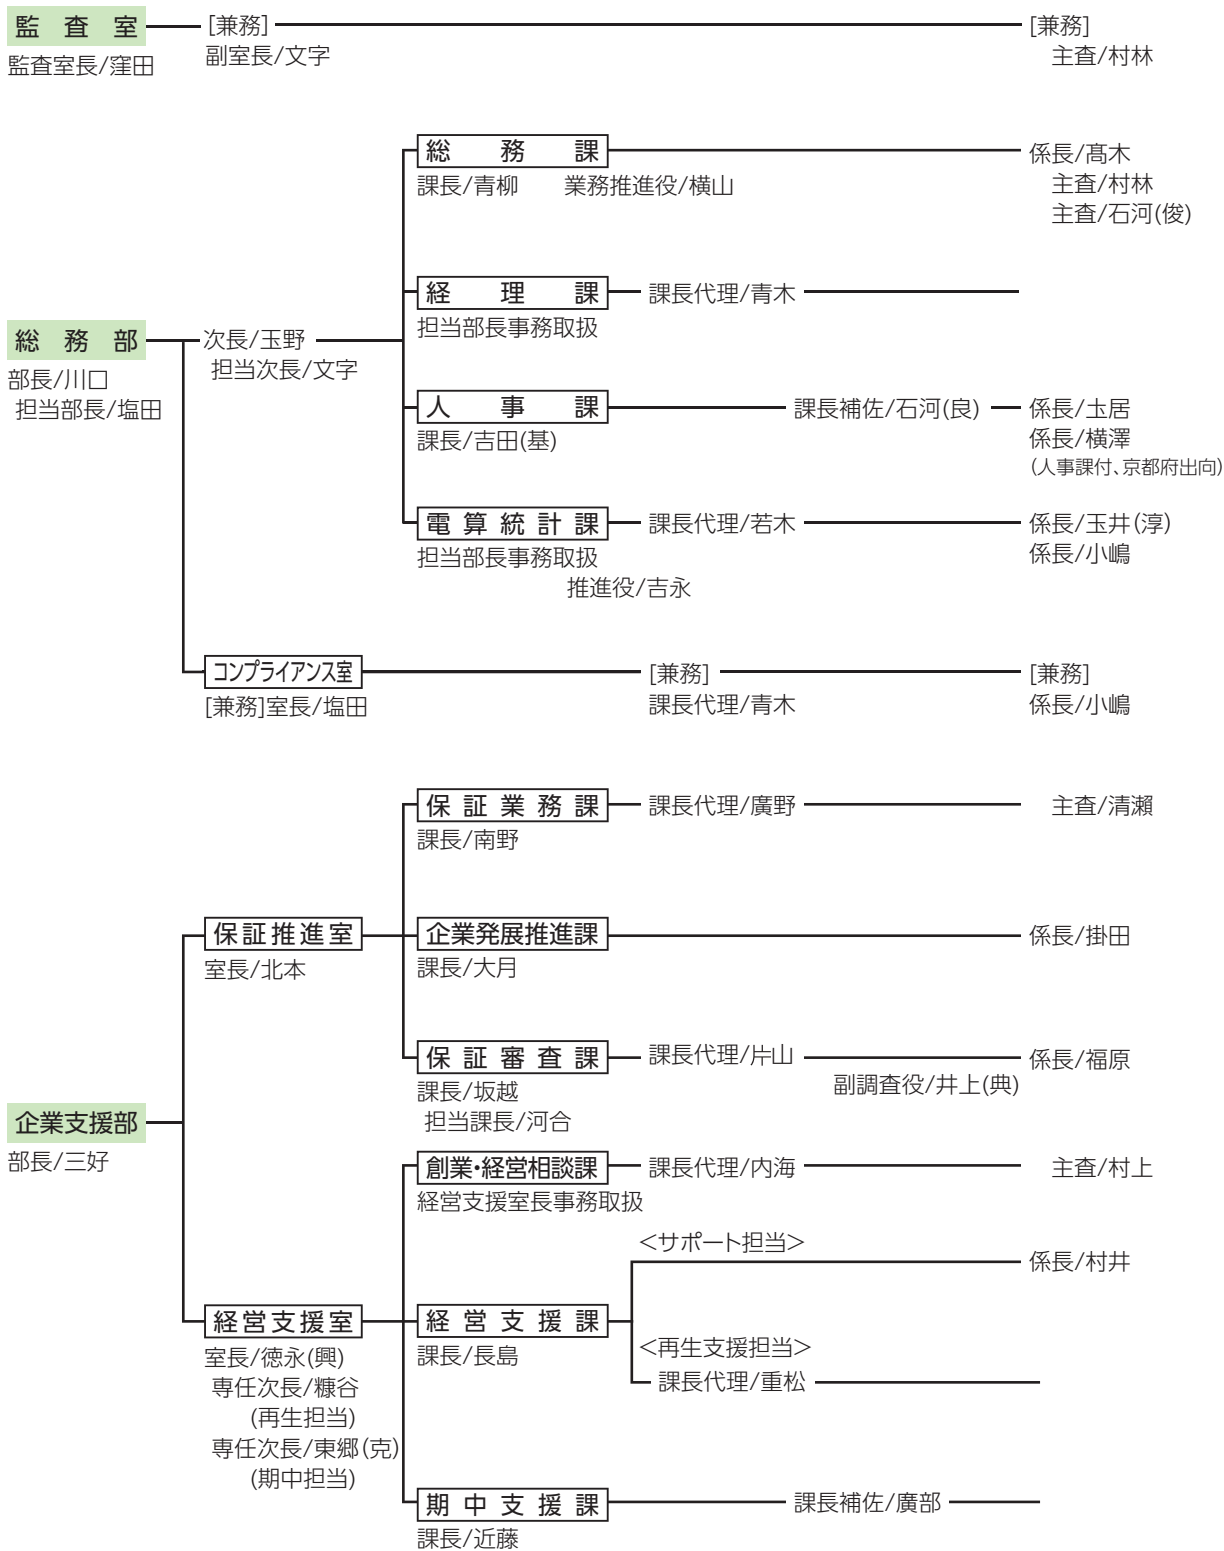 監査室
監査室長/窪田
[兼務]
副室長/文字
[兼務]
主査/村林
総務部
部長/川口
担当部長/塩田
次長/玉野
担当次長/文字
総務課
課長/青柳 業務推進役/横山
係長/髙木
主査/村林
主査/石河(俊)
経理課
担当部長事務取扱
課長代理/青木
人事課
課長/吉田(基)
課長補佐/石河(良)
係長/圡居
係長/横澤
(人事課付、京都府出向)
電算統計課
担当部長事務取扱
推進役/吉永
課長代理/若木
係長/玉井(淳)
係長/小嶋
コンプライアンス室
[兼務]室長/塩田
[兼務]
課長代理/青木
[兼務]
係長/小嶋
企業支援部
部長/三好
保証推進室
室長/北本
保証業務課
課長/南野
課長代理/廣野
主査/清瀨
企業発展推進課
課長/大月
係長/掛田
保証審査課
課長/坂越
担当課長/河合
課長代理/片山
副調査役/井上(典)
係長/福原
経営支援室
室長/徳永(興)
専任次長/糠谷
(再生担当)
専任次長/東郷(克)
(期中担当)
創業・経営相談課
経営支援室長事務取扱
課長代理/内海
主査/村上
経営支援課
課長/長島
<サポート担当>
係長/村井
<再生支援担当>
課長代理/重松
期中支援課
課長/近藤
課長補佐/廣部